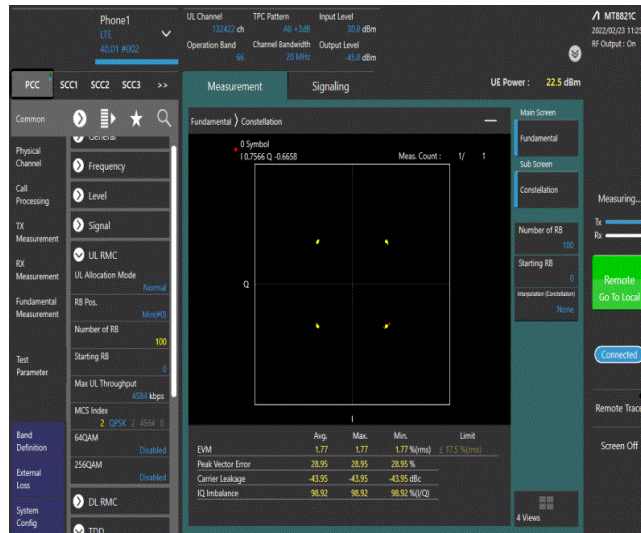 Phone1
LTE
40.01 #002
UL Channel
132422 ch
TPC Pattern
All +3dB
Input Level
30.0 dBm
Operation Band
66
Channel Bandwidth
20 MHz
Output Level
-45.0 dBm
MT8821C
2022/02/23 11:25
RF Output : On
PCC
SCC1
SCC2
SCC3
>>
Measurement
Signaling
UE Power : 22.5 dBm
Common
Physical
Channel
Call
Processing
TX
Measurement
RX
Measurement
Fundamental
Measurement
Test
Parameter
Band
Definition
External
Loss
System
Config
General
Frequency
Level
Signal
UL RMC
UL Allocation Mode
Normal
RB Pos.
Min(#0)
Number of RB
100
Starting RB
0
Max UL Throughput
4584 kbps
MCS Index
2 QPSK 2 4584 8
64QAM
Disabled
256QAM
Disabled
DL RMC
TDD
Fundamental 〉 Constellation
0 Symbol
I 0.7566 Q -0.6658
Meas. Count : 1/ 1
Q
I
Avg. Max. Min. Limit
EVM 1.77 1.77 1.77 %(rms) ≤ 17.5 %(rms)
Peak Vector Error 28.95 28.95 28.95 %
Carrier Leakage -43.95 -43.95 -43.95 dBc
IQ Imbalance 98.92 98.92 98.92 %(I/Q)
Main Screen
Fundamental
Sub Screen
Constellation
Number of RB
100
Starting RB
0
Interpolation (Constellation)
None
4 Views
Measuring...
Tx
Rx
Remote
Go To Local
Connected
Remote Trace
Screen Off